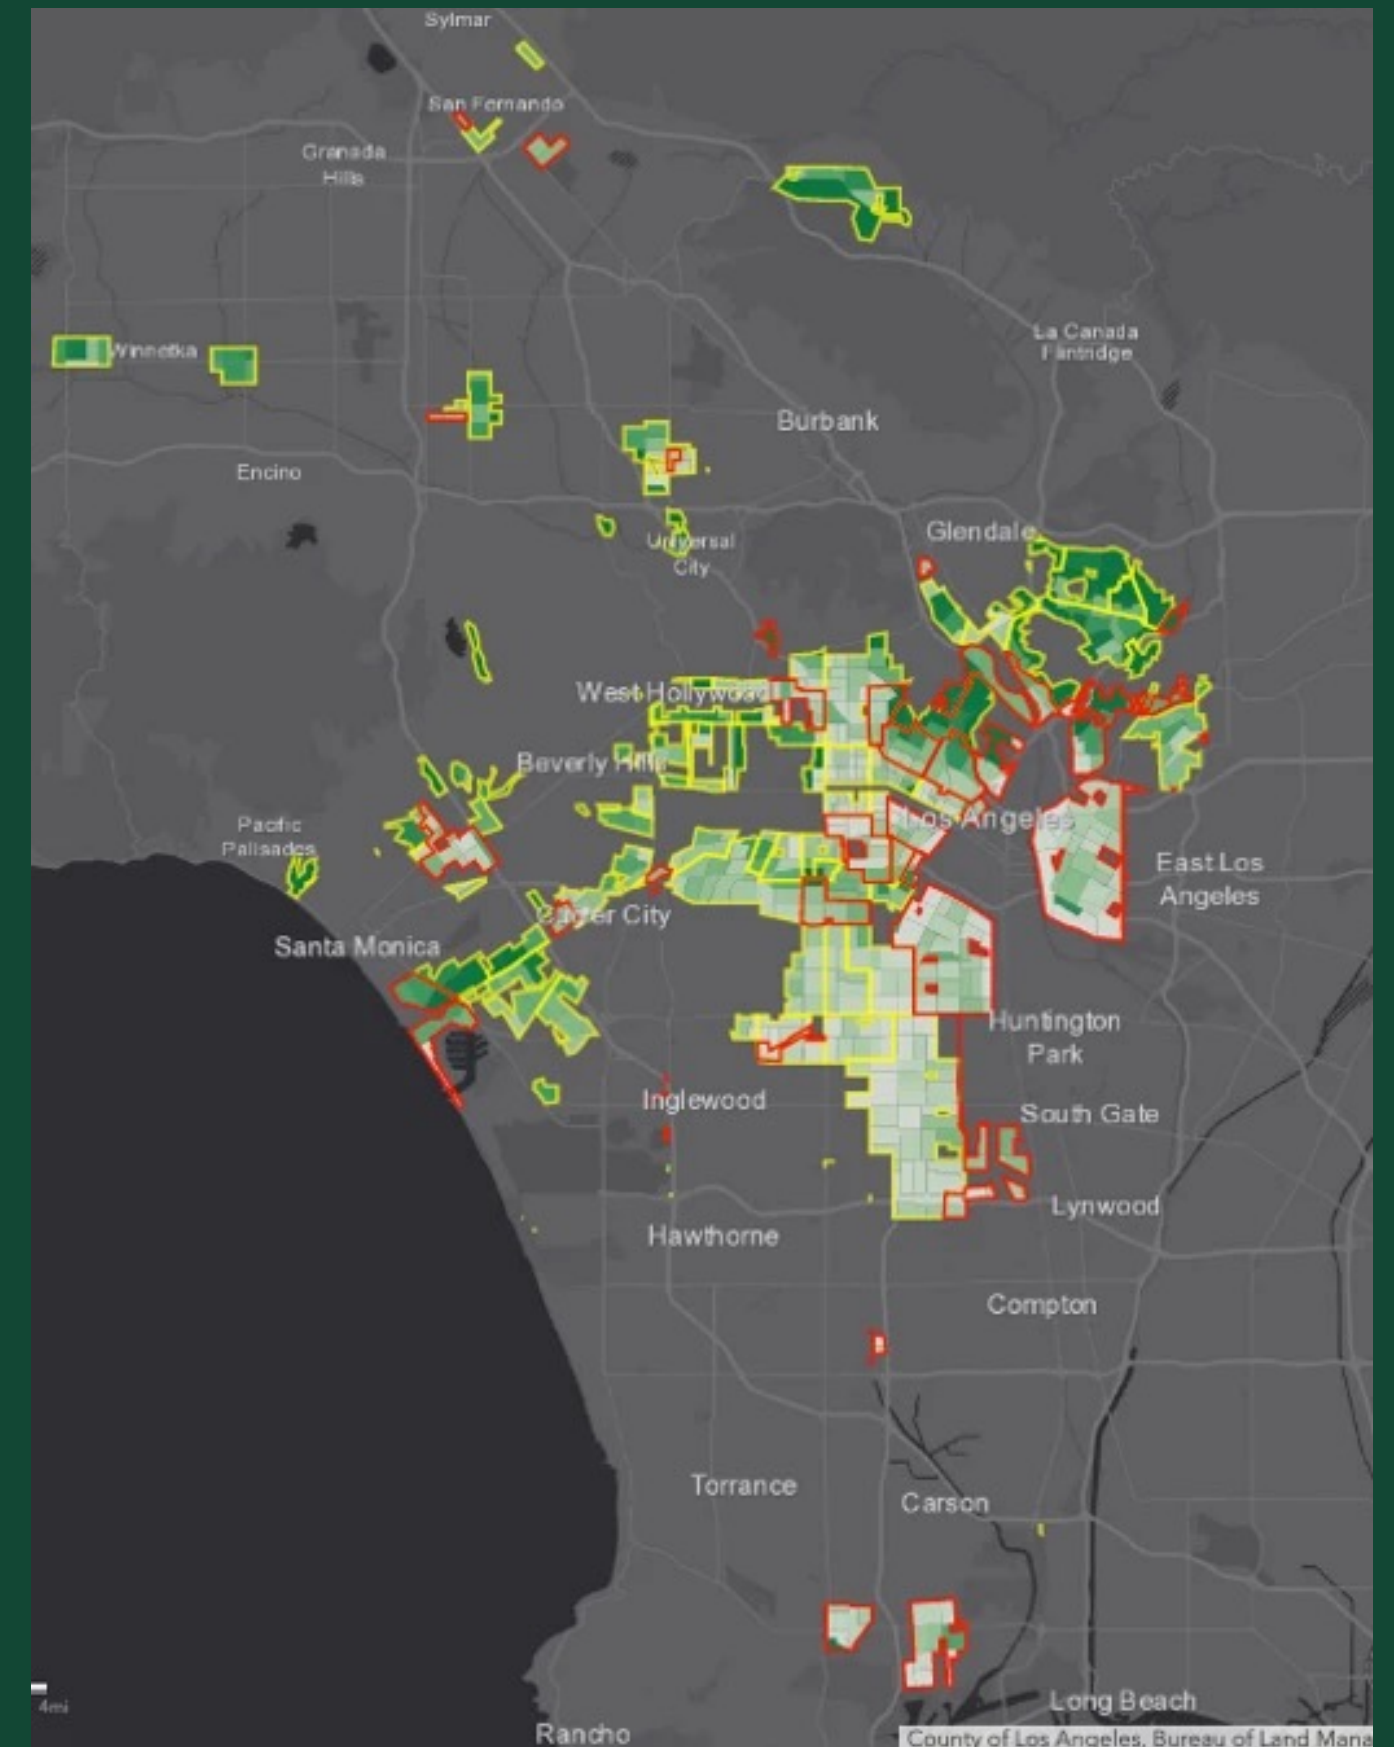 Sylmar
San Fernando
Granada
Hills
La Canada
Flintridge
Winnetka
Burbank
Encino
Glendale
Universal
City
West Hollywood
Beverly Hills
Los Angeles
Pacific
Palisades
East Los
Angeles
Culver City
Santa Monica
Huntington
Park
Inglewood
South Gate
Lynwood
Hawthorne
Compton
Torrance
Carson
4mi
Long Beach
Rancho
County of Los Angeles, Bureau of Land Mana